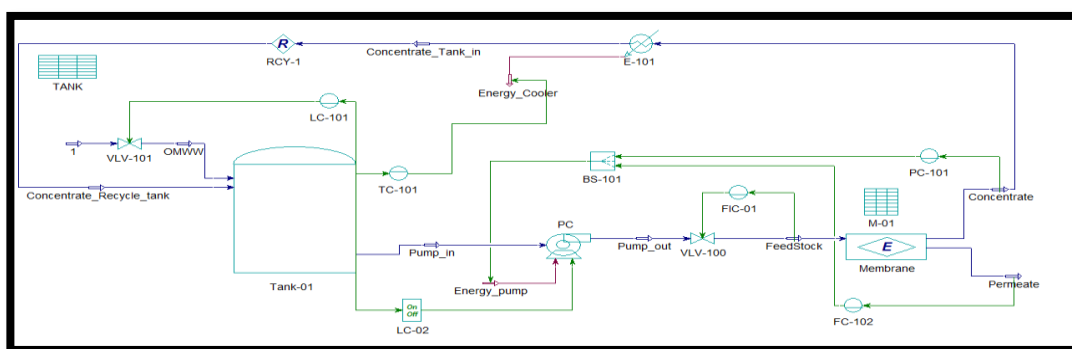 R
Concentrate_Tank_in
E-101
RCY-1
TANK
Energy_Cooler
LC-101
1
VLV-101
OMWW
TC-101
BS-101
PC-101
Concentrate_Recycle_tank
Concentrate
FIC-01
M-01
PC
Pump_in
Pump_out
VLV-100
FeedStock
E
Membrane
Tank-01
Energy_pump
Permeate
On
Off
LC-02
FC-102